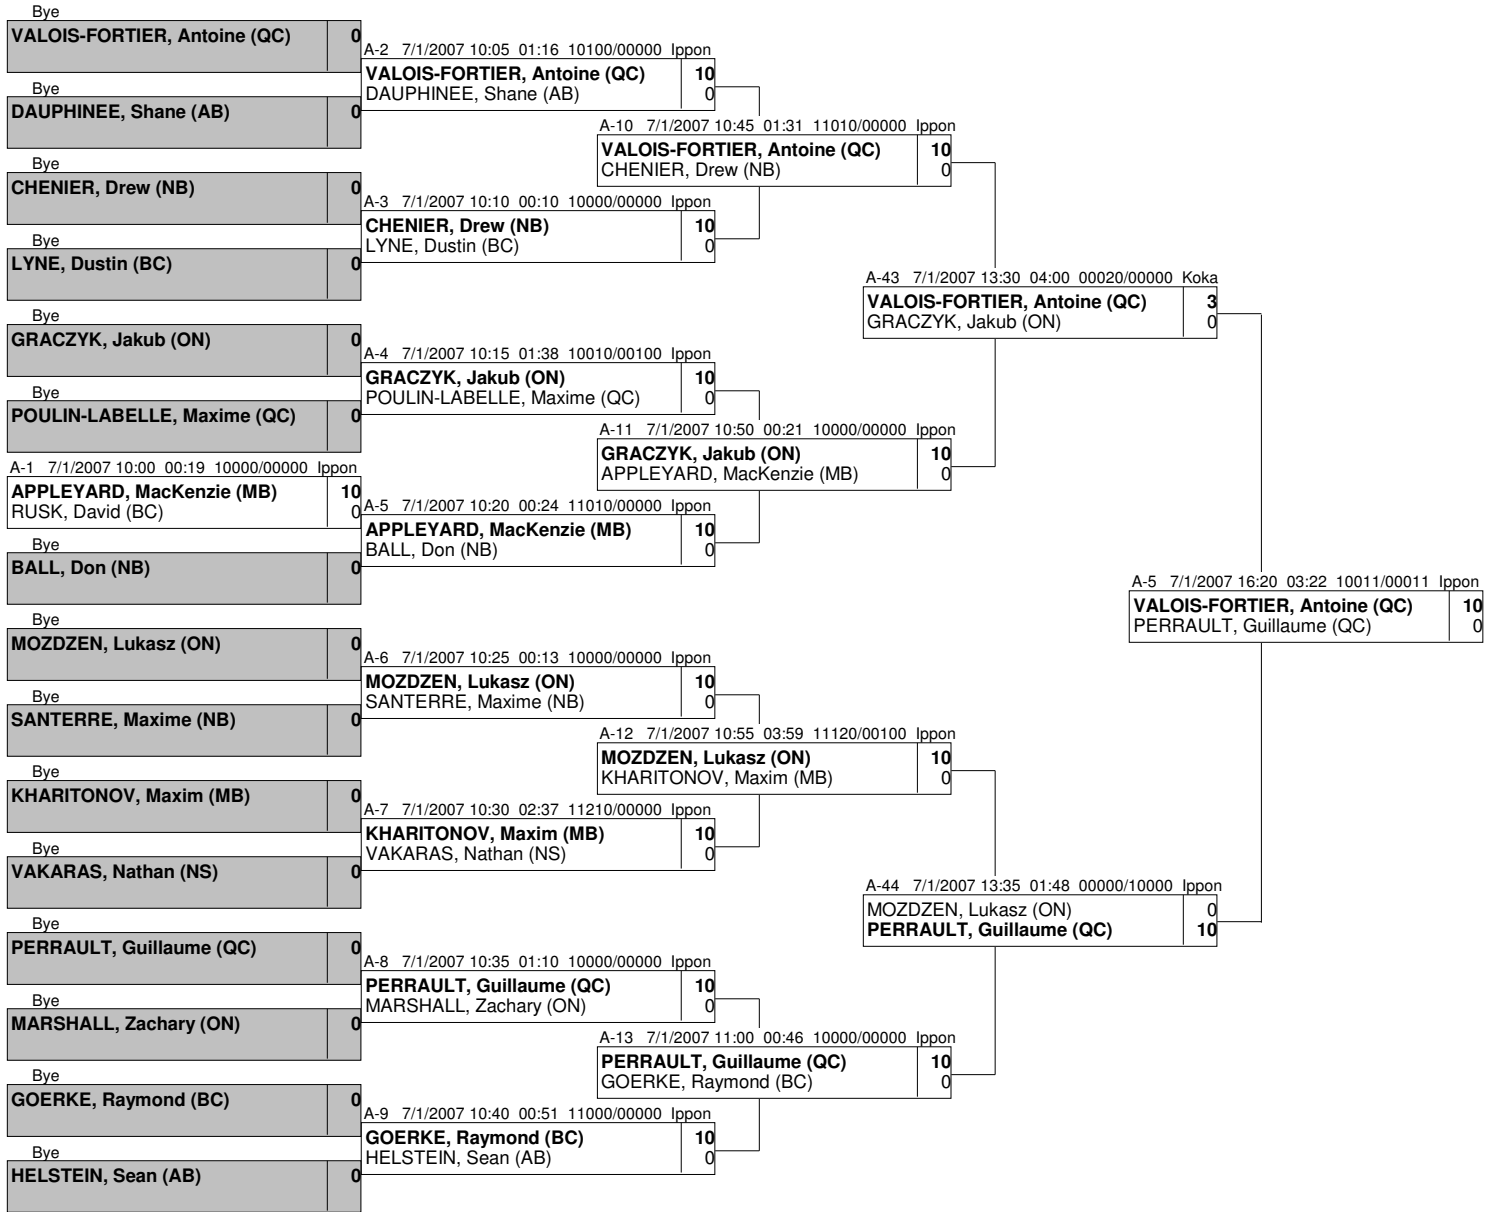 Bye
VALOIS-FORTIER, Antoine (QC) 0
Bye
DAUPHINEE, Shane (AB) 0
Bye
CHENIER, Drew (NB) 0
Bye
LYNE, Dustin (BC) 0
Bye
GRACZYK, Jakub (ON) 0
Bye
POULIN-LABELLE, Maxime (QC) 0
A-1 7/1/2007 10:00 00:19 10000/00000 Ippon
APPLEYARD, MacKenzie (MB) 10
RUSK, David (BC) 0
Bye
BALL, Don (NB) 0
Bye
MOZDZEN, Lukasz (ON) 0
Bye
SANTERRE, Maxime (NB) 0
Bye
KHARITONOV, Maxim (MB) 0
Bye
VAKARAS, Nathan (NS) 0
Bye
PERRAULT, Guillaume (QC) 0
Bye
MARSHALL, Zachary (ON) 0
Bye
GOERKE, Raymond (BC) 0
Bye
HELSTEIN, Sean (AB) 0
A-2 7/1/2007 10:05 01:16 10100/00000 Ippon
VALOIS-FORTIER, Antoine (QC) 10
DAUPHINEE, Shane (AB) 0
A-3 7/1/2007 10:10 00:10 10000/00000 Ippon
CHENIER, Drew (NB) 10
LYNE, Dustin (BC) 0
A-4 7/1/2007 10:15 01:38 10010/00100 Ippon
GRACZYK, Jakub (ON) 10
POULIN-LABELLE, Maxime (QC) 0
A-5 7/1/2007 10:20 00:24 11010/00000 Ippon
APPLEYARD, MacKenzie (MB) 10
BALL, Don (NB) 0
A-6 7/1/2007 10:25 00:13 10000/00000 Ippon
MOZDZEN, Lukasz (ON) 10
SANTERRE, Maxime (NB) 0
A-7 7/1/2007 10:30 02:37 11210/00000 Ippon
KHARITONOV, Maxim (MB) 10
VAKARAS, Nathan (NS) 0
A-8 7/1/2007 10:35 01:10 10000/00000 Ippon
PERRAULT, Guillaume (QC) 10
MARSHALL, Zachary (ON) 0
A-9 7/1/2007 10:40 00:51 11000/00000 Ippon
GOERKE, Raymond (BC) 10
HELSTEIN, Sean (AB) 0
A-10 7/1/2007 10:45 01:31 11010/00000 Ippon
VALOIS-FORTIER, Antoine (QC) 10
CHENIER, Drew (NB) 0
A-11 7/1/2007 10:50 00:21 10000/00000 Ippon
GRACZYK, Jakub (ON) 10
APPLEYARD, MacKenzie (MB) 0
A-12 7/1/2007 10:55 03:59 11120/00100 Ippon
MOZDZEN, Lukasz (ON) 10
KHARITONOV, Maxim (MB) 0
A-13 7/1/2007 11:00 00:46 10000/00000 Ippon
PERRAULT, Guillaume (QC) 10
GOERKE, Raymond (BC) 0
A-43 7/1/2007 13:30 04:00 00020/00000 Koka
VALOIS-FORTIER, Antoine (QC) 3
GRACZYK, Jakub (ON) 0
A-44 7/1/2007 13:35 01:48 00000/10000 Ippon
MOZDZEN, Lukasz (ON) 0
PERRAULT, Guillaume (QC) 10
A-5 7/1/2007 16:20 03:22 10011/00011 Ippon
VALOIS-FORTIER, Antoine (QC) 10
PERRAULT, Guillaume (QC) 0